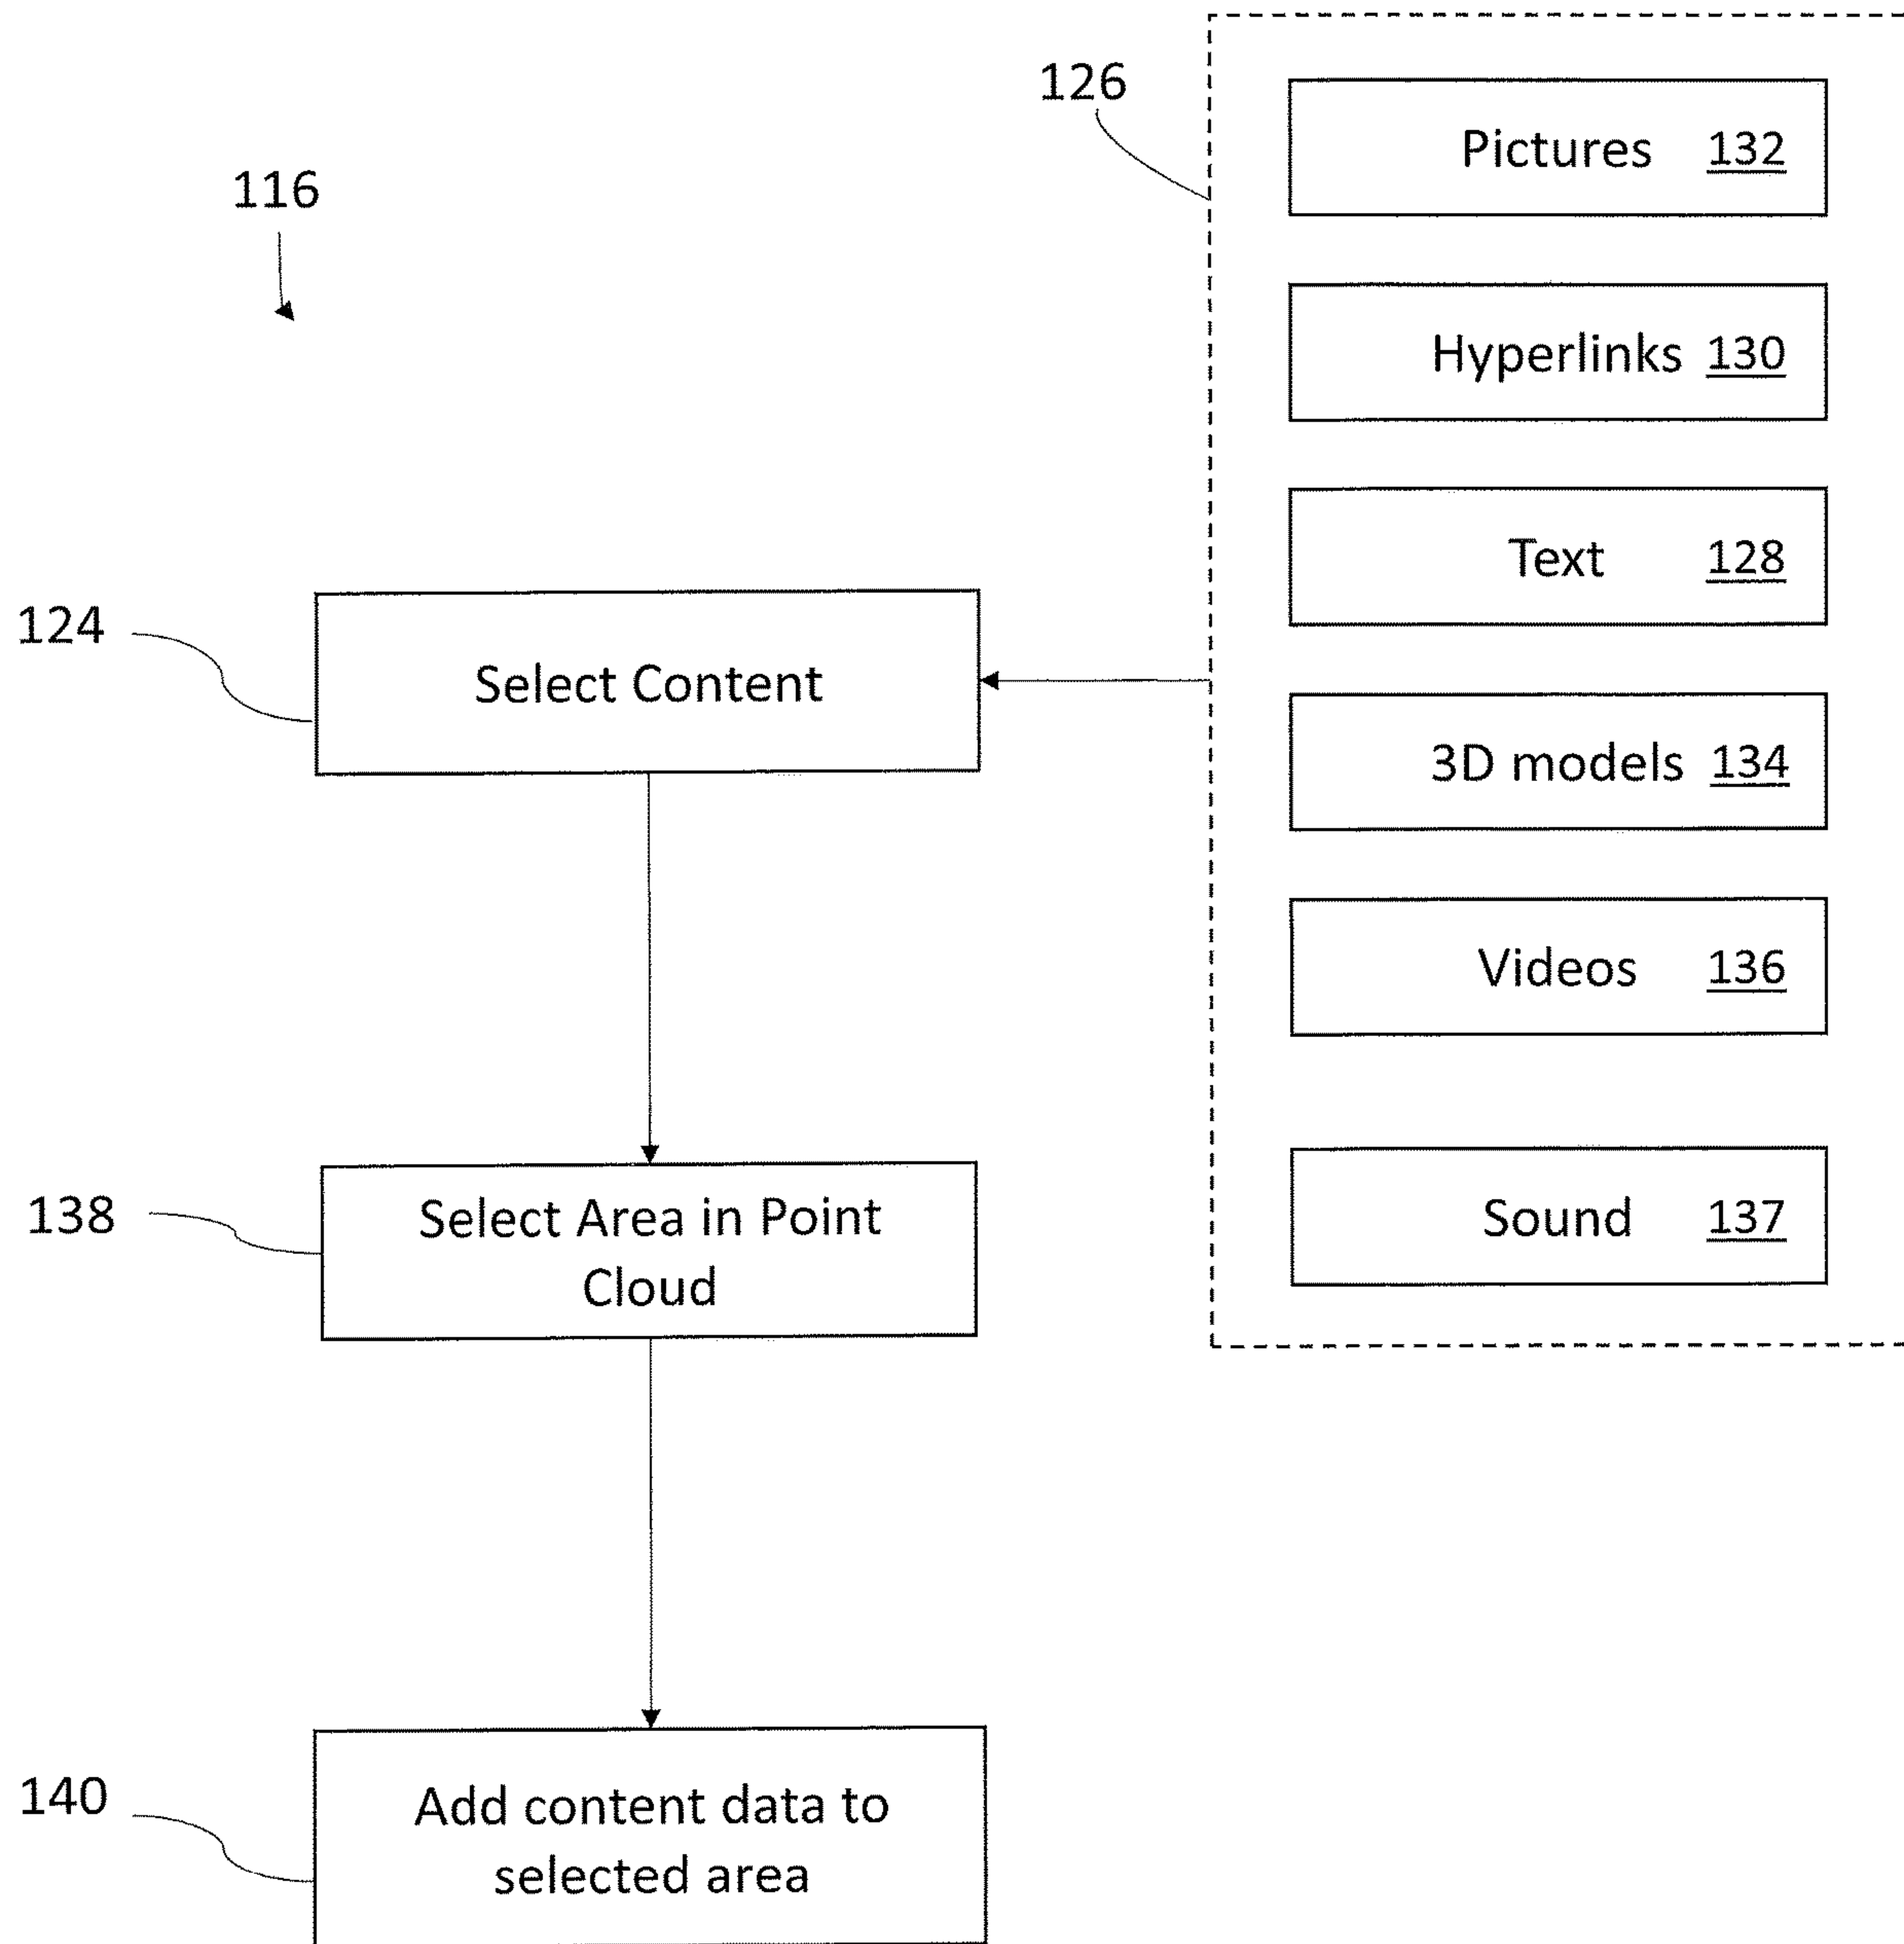 116
126
Pictures 132
Hyperlinks 130
Text 128
3D models 134
Videos 136
Sound 137
124
Select Content
138
Select Area in Point
Cloud
140
Add content data to
selected area